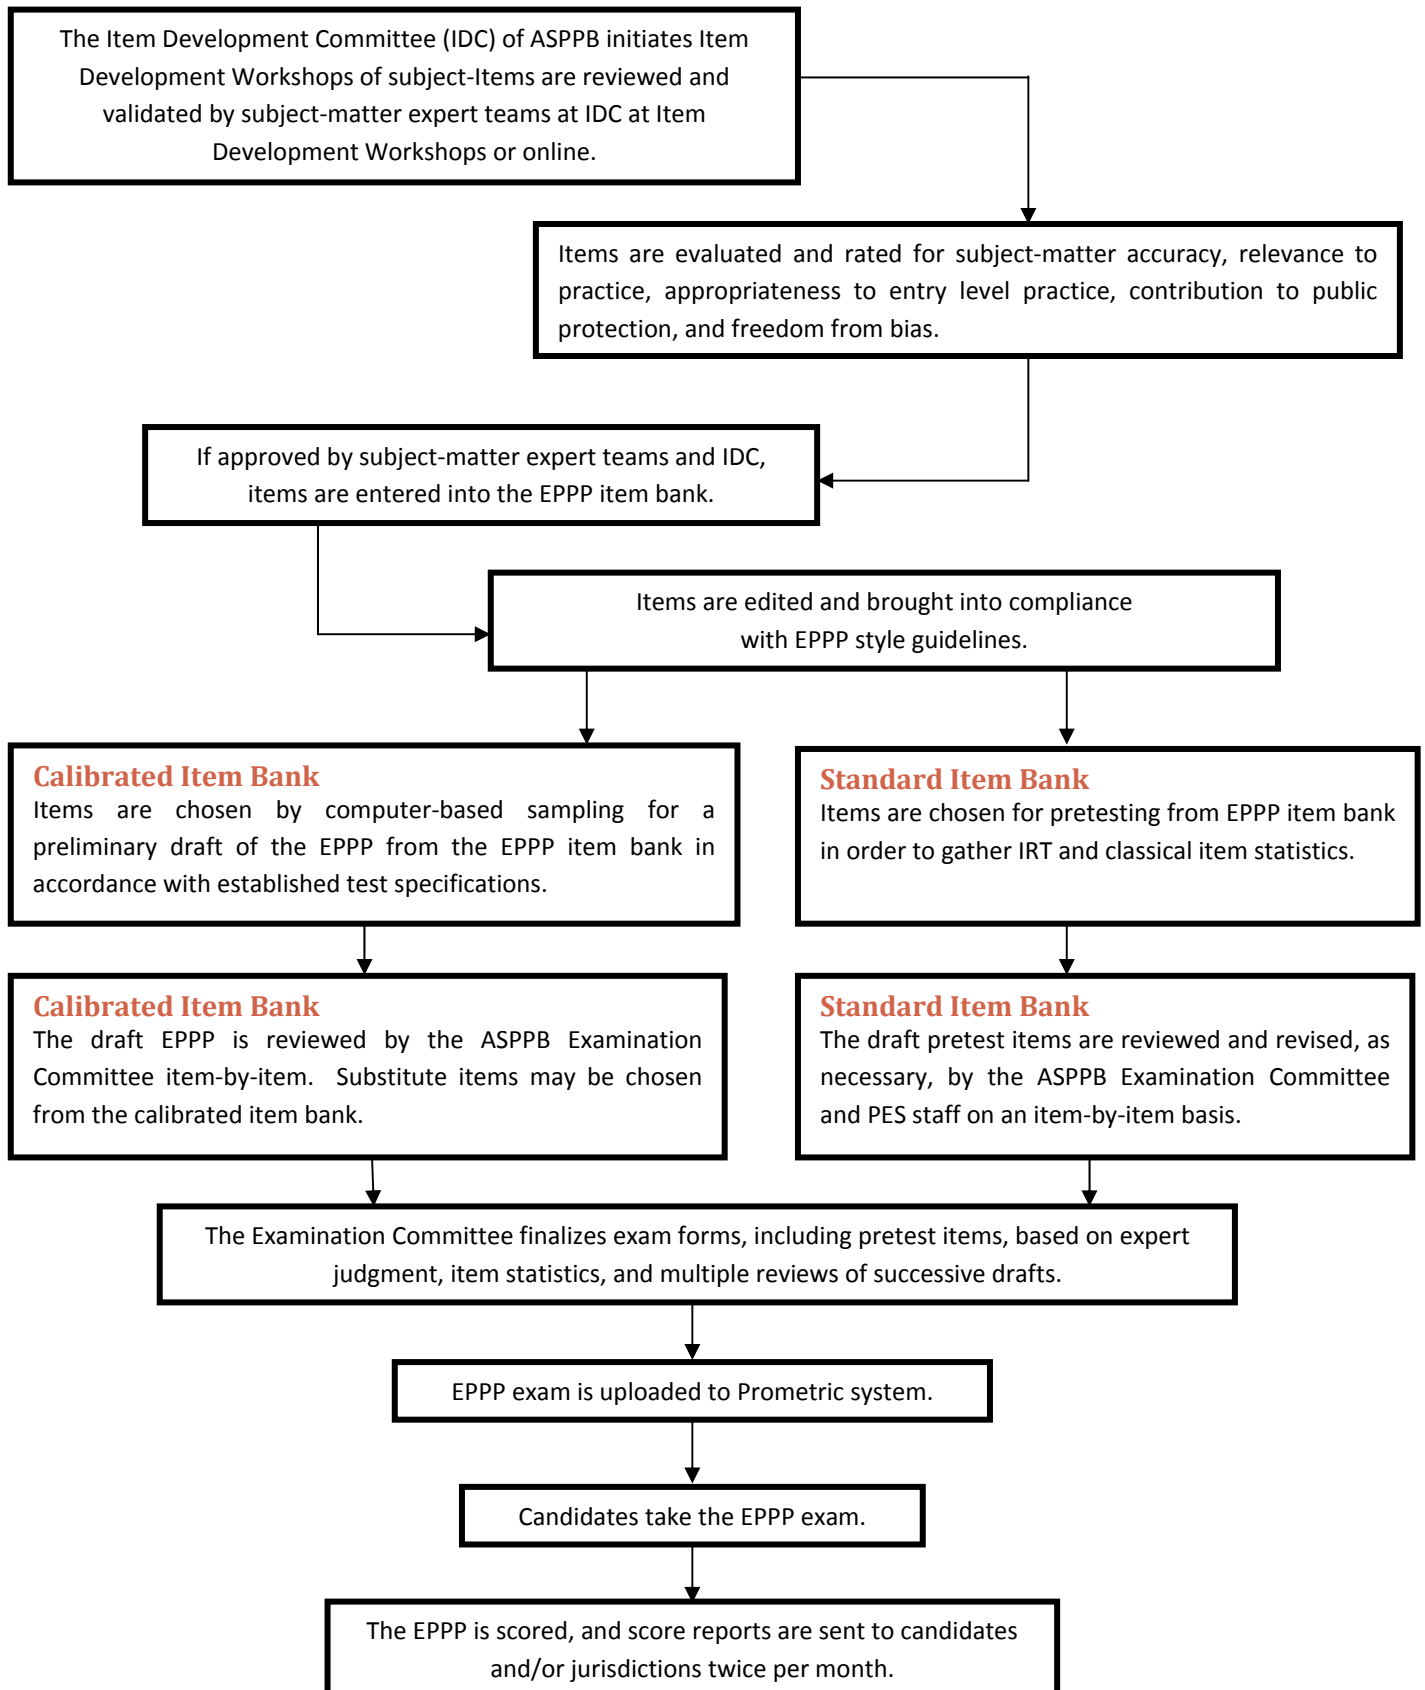 The Item Development Committee (IDC) of ASPPB initiates Item
Development Workshops of subject-Items are reviewed and
validated by subject-matter expert teams at IDC at Item
Development Workshops or online.
Items are evaluated and rated for subject-matter accuracy, relevance to
practice, appropriateness to entry level practice, contribution to public
protection, and freedom from bias.
If approved by subject-matter expert teams and IDC,
items are entered into the EPPP item bank.
Items are edited and brought into compliance
with EPPP style guidelines.
Calibrated Item Bank
Items are chosen by computer-based sampling for a
preliminary draft of the EPPP from the EPPP item bank in
accordance with established test specifications.
Standard Item Bank
Items are chosen for pretesting from EPPP item bank
in order to gather IRT and classical item statistics.
Calibrated Item Bank
The draft EPPP is reviewed by the ASPPB Examination
Committee item-by-item. Substitute items may be chosen
from the calibrated item bank.
Standard Item Bank
The draft pretest items are reviewed and revised, as
necessary, by the ASPPB Examination Committee
and PES staff on an item-by-item basis.
The Examination Committee finalizes exam forms, including pretest items, based on expert
judgment, item statistics, and multiple reviews of successive drafts.
EPPP exam is uploaded to Prometric system.
Candidates take the EPPP exam.
The EPPP is scored, and score reports are sent to candidates
and/or jurisdictions twice per month.